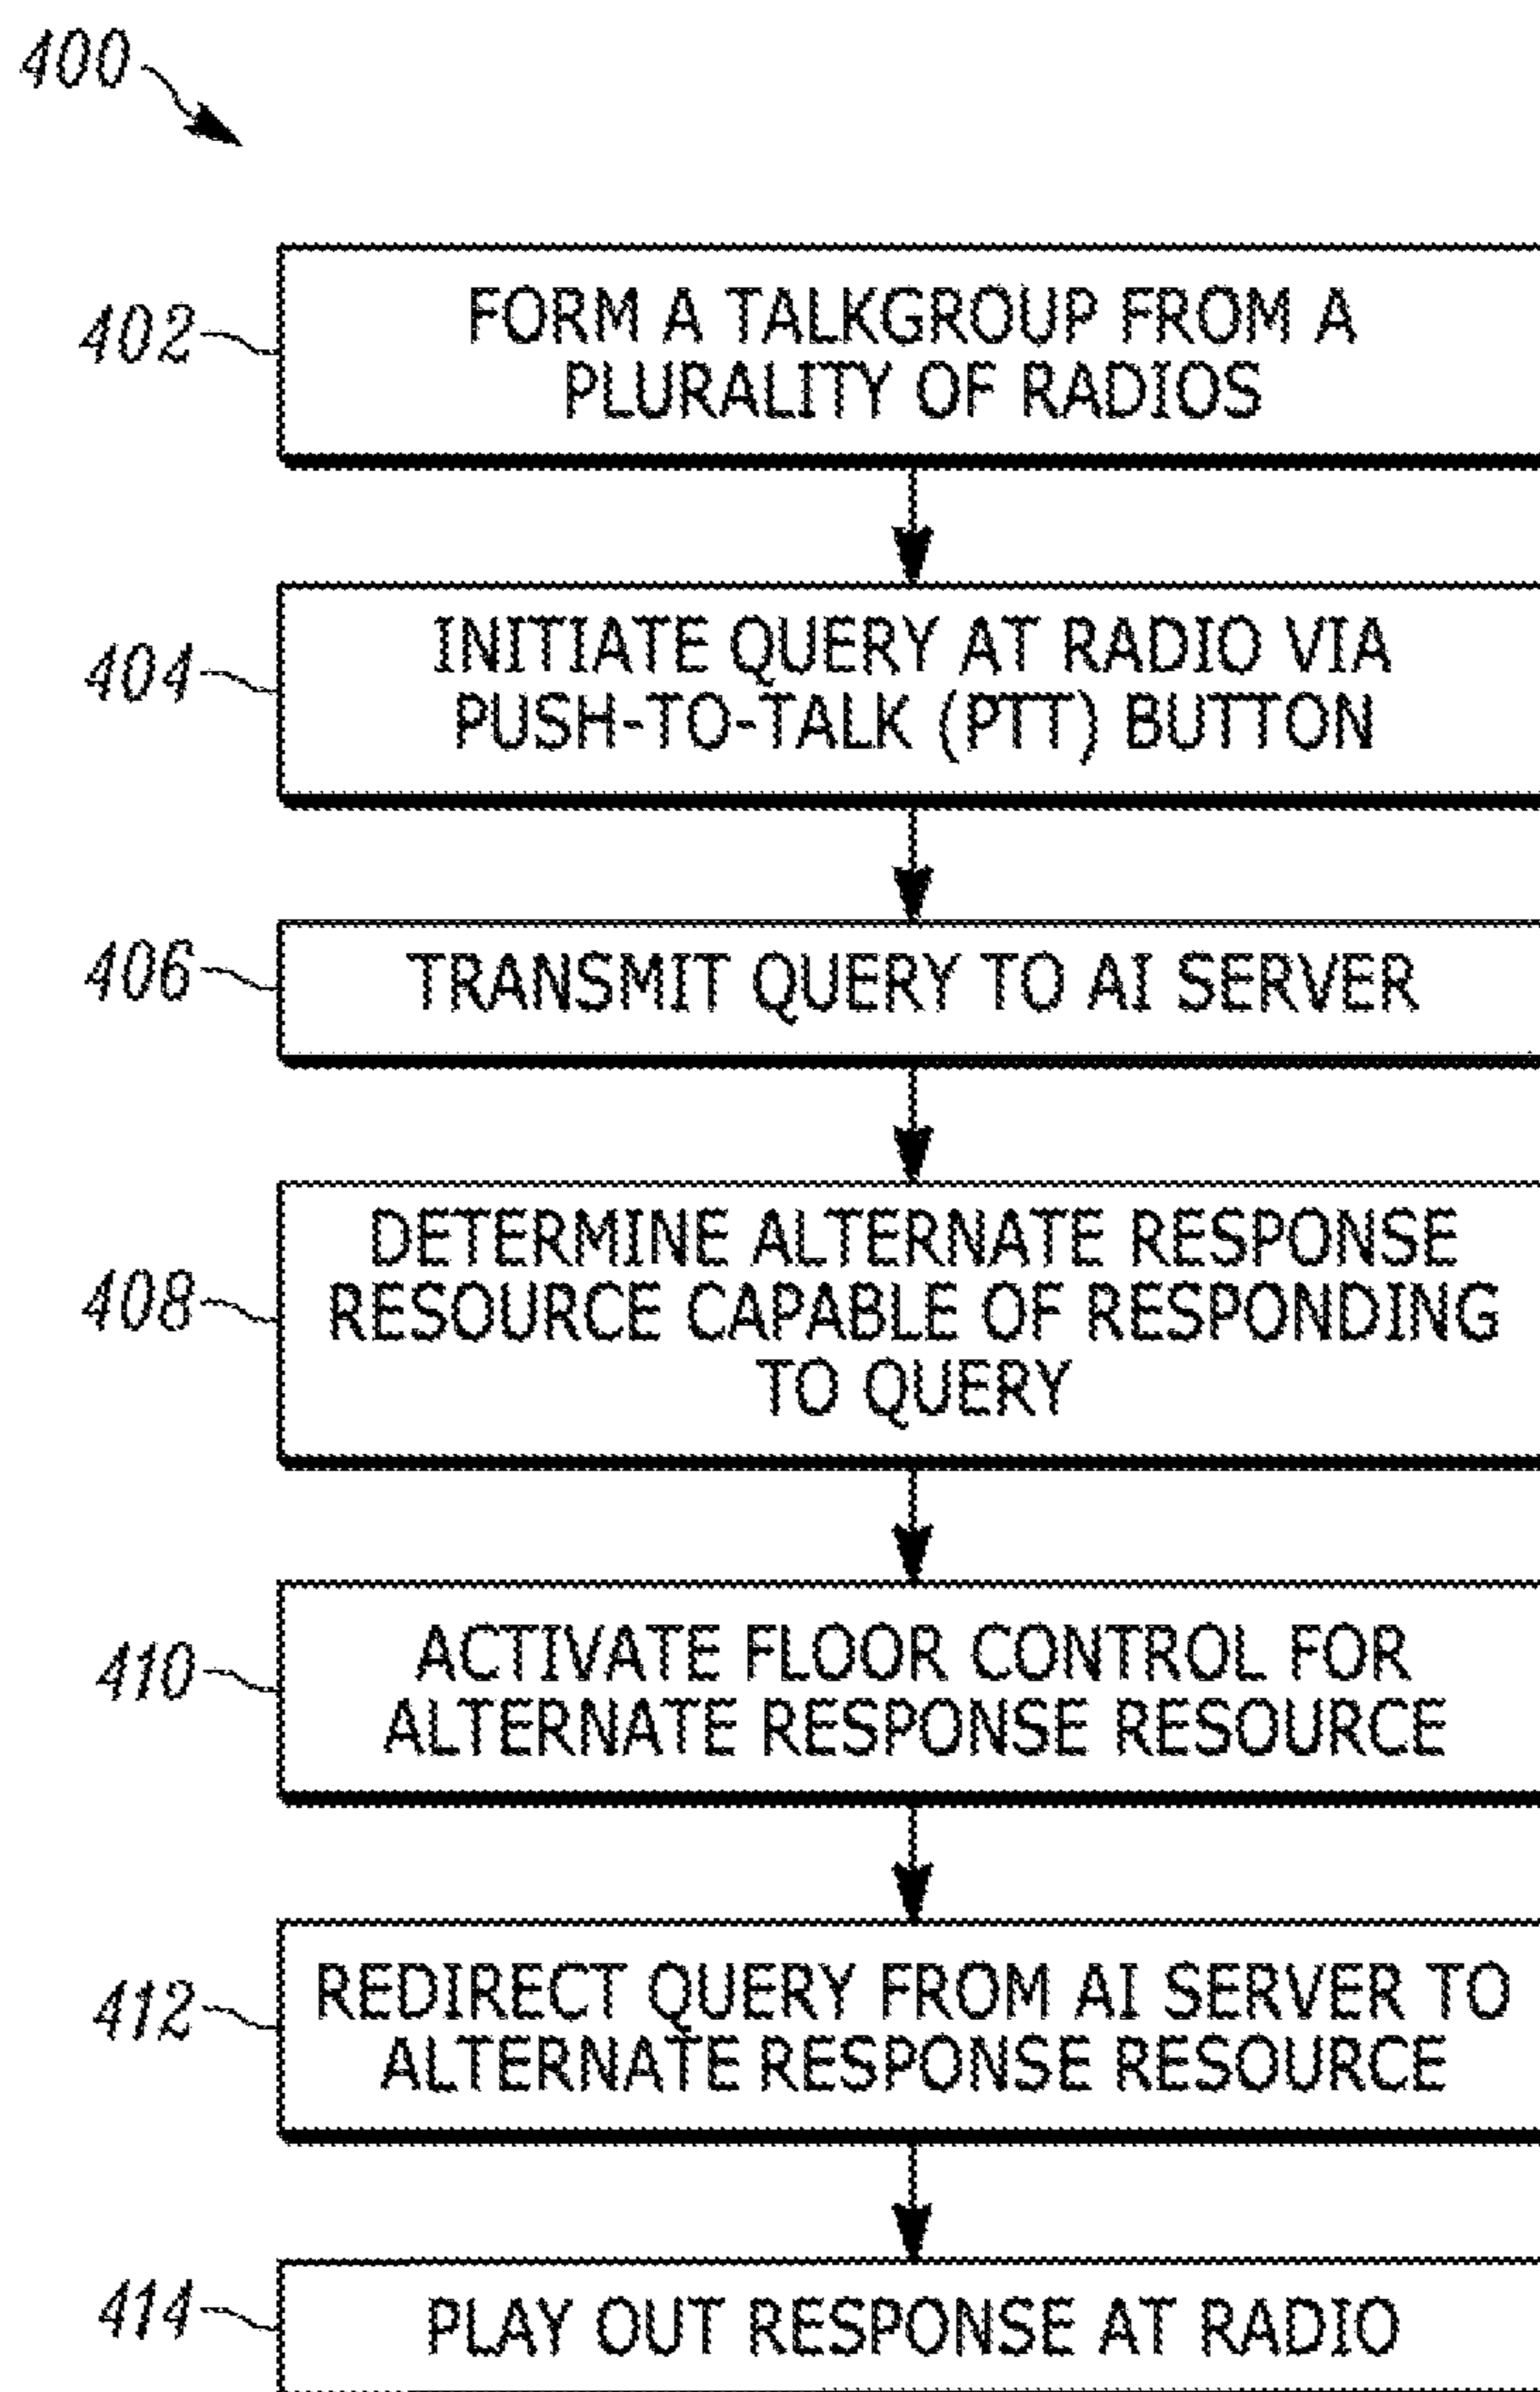 400
402
FORM A TALKGROUP FROM A
PLURALITY OF RADIOS
404
INITIATE QUERY AT RADIO VIA
PUSH-TO-TALK (PTT) BUTTON
406
TRANSMIT QUERY TO AI SERVER
408
DETERMINE ALTERNATE RESPONSE
RESOURCE CAPABLE OF RESPONDING
TO QUERY
410
ACTIVATE FLOOR CONTROL FOR
ALTERNATE RESPONSE RESOURCE
412
REDIRECT QUERY FROM AI SERVER TO
ALTERNATE RESPONSE RESOURCE
414
PLAY OUT RESPONSE AT RADIO